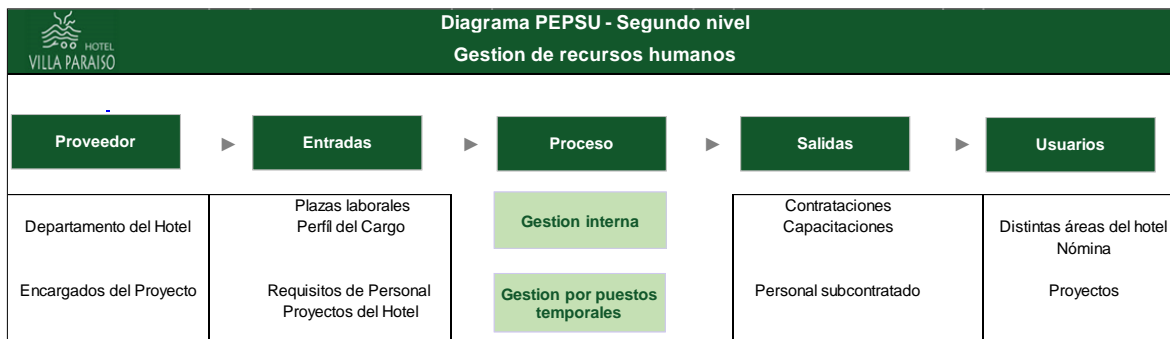 HOTEL
VILLA PARAISO
Diagrama PEPSU - Segundo nivel
Gestion de recursos humanos
Proveedor
Entradas
Proceso
Salidas
Usuarios
Departamento del Hotel
Plazas laborales
Perfíl del Cargo
Gestion interna
Contrataciones
Capacitaciones
Distintas áreas del hotel
Nómina
Encargados del Proyecto
Requisitos de Personal
Proyectos del Hotel
Gestion por puestos
temporales
Personal subcontratado
Proyectos